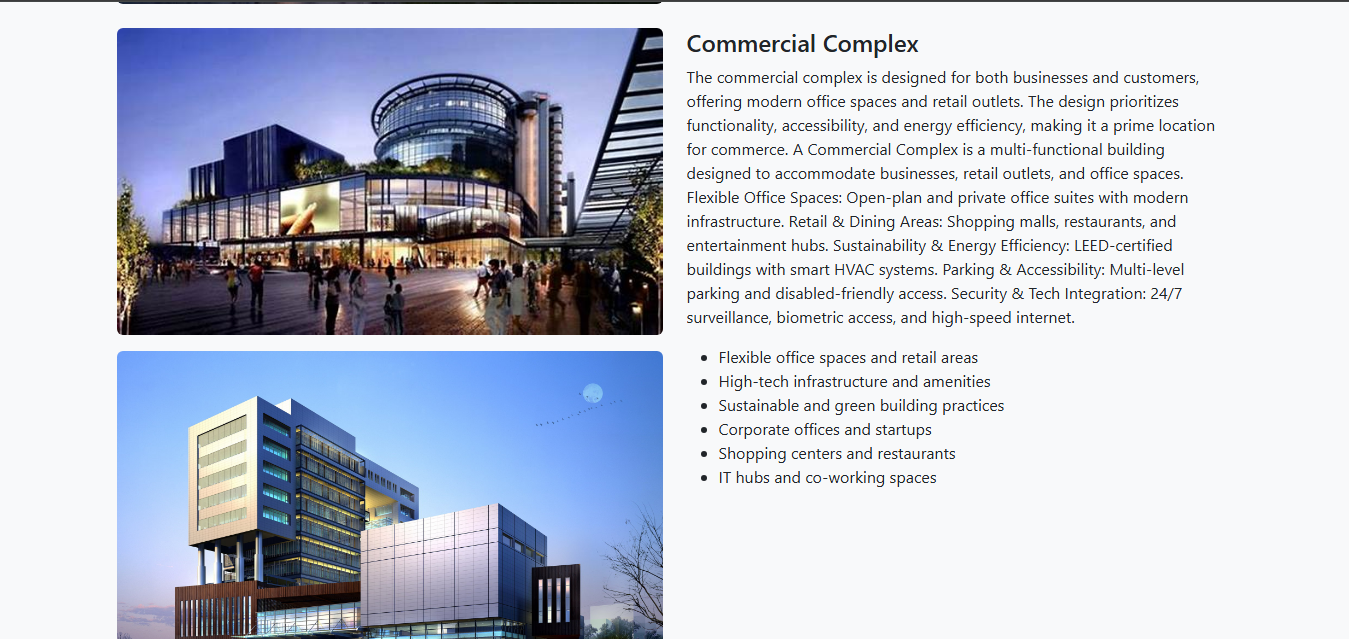 Commercial Complex
The commercial complex is designed for both businesses and customers,
offering modern office spaces and retail outlets. The design prioritizes
functionality, accessibility, and energy efficiency, making it a prime location
for commerce. A Commercial Complex is a multi-functional building
designed to accommodate businesses, retail outlets, and office spaces.
Flexible Office Spaces: Open-plan and private office suites with modern
infrastructure. Retail & Dining Areas: Shopping malls, restaurants, and
entertainment hubs. Sustainability & Energy Efficiency: LEED-certified
buildings with smart HVAC systems. Parking & Accessibility: Multi-level
parking and disabled-friendly access. Security & Tech Integration: 24/7
surveillance, biometric access, and high-speed internet.
• Flexible office spaces and retail areas
• High-tech infrastructure and amenities
• Sustainable and green building practices
• Corporate offices and startups
• Shopping centers and restaurants
• IT hubs and co-working spaces